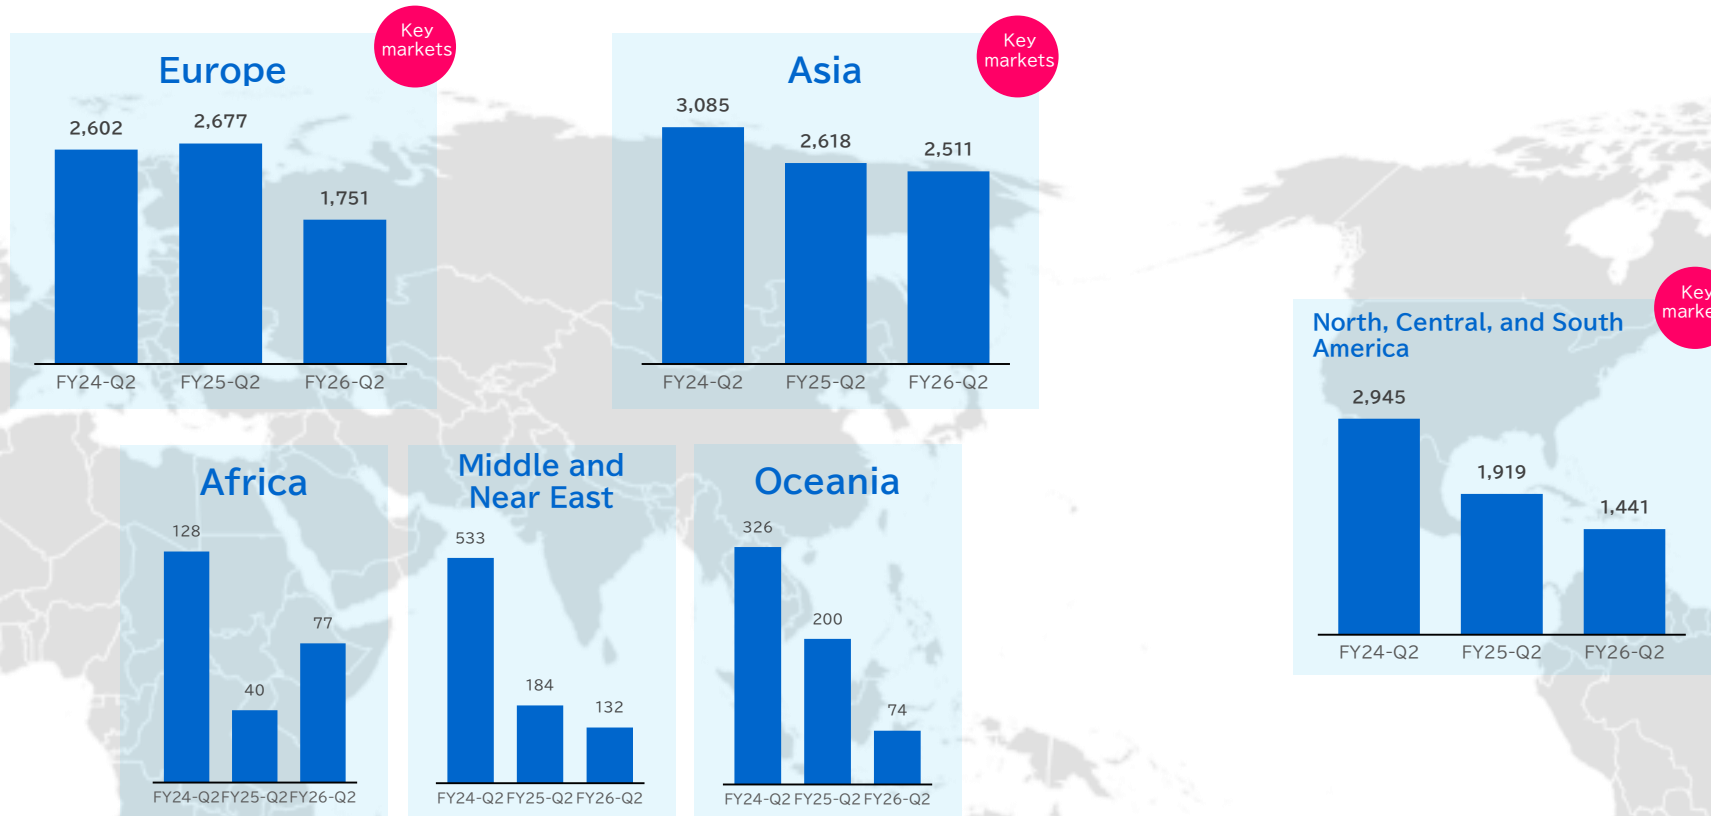 Key
markets
Europe
2,602
2,677
1,751
FY24-Q2
FY25-Q2
FY26-Q2
Key
markets
Asia
3,085
2,618
2,511
FY24-Q2
FY25-Q2
FY26-Q2
Key
marke
North, Central, and South
America
2,945
1,919
1,441
FY24-Q2
FY25-Q2
FY26-Q2
Africa
128
40
77
FY24-Q2
FY25-Q2
FY26-Q2
Middle and
Near East
533
184
132
FY24-Q2
FY25-Q2
FY26-Q2
Oceania
326
200
74
FY24-Q2
FY25-Q2
FY26-Q2